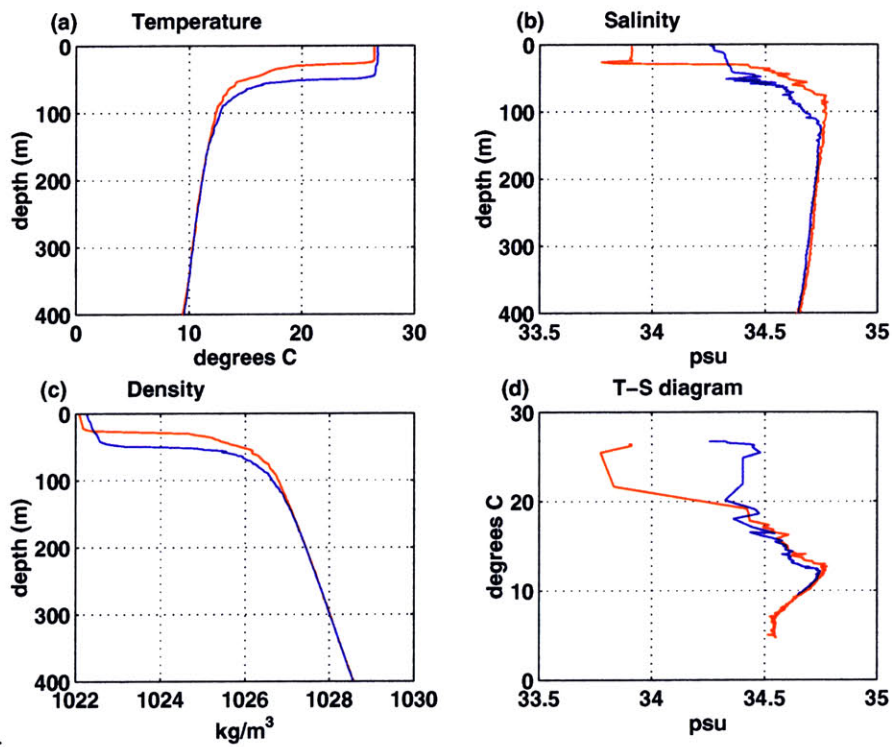 (a) Temperature
0
100
200
300
400
depth (m)
0 10 20 30
degrees C
(b) Salinity
0
100
200
300
400
depth (m)
33.5 34 34.5 35
psu
(c) Density
0
100
200
300
400
depth (m)
1022 1024 1026 1028 1030
kg/m³
(d) T-S diagram
30
20
10
0
degrees C
33.5 34 34.5 35
psu